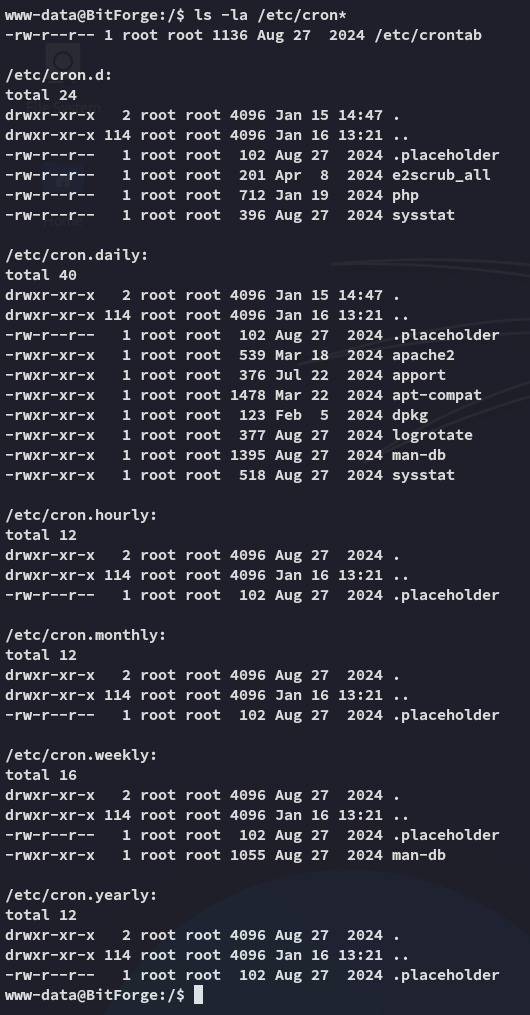 www-data@BitForge:/$ ls -la /etc/cron*
-rw-r--r-- 1 root root 1136 Aug 27  2024 /etc/crontab

/etc/cron.d:
total 24
drwxr-xr-x   2 root root 4096 Jan 15 14:47 .
drwxr-xr-x 114 root root 4096 Jan 16 13:21 ..
-rw-r--r--   1 root root  102 Aug 27  2024 .placeholder
-rw-r--r--   1 root root  201 Apr  8  2024 e2scrub_all
-rw-r--r--   1 root root  712 Jan 19  2024 php
-rw-r--r--   1 root root  396 Aug 27  2024 sysstat

/etc/cron.daily:
total 40
drwxr-xr-x   2 root root 4096 Jan 15 14:47 .
drwxr-xr-x 114 root root 4096 Jan 16 13:21 ..
-rw-r--r--   1 root root  102 Aug 27  2024 .placeholder
-rwxr-xr-x   1 root root  539 Mar 18  2024 apache2
-rwxr-xr-x   1 root root  376 Jul 22  2024 apport
-rwxr-xr-x   1 root root 1478 Mar 22  2024 apt-compat
-rwxr-xr-x   1 root root  123 Feb  5  2024 dpkg
-rwxr-xr-x   1 root root  377 Aug 27  2024 logrotate
-rwxr-xr-x   1 root root 1395 Aug 27  2024 man-db
-rwxr-xr-x   1 root root  518 Aug 27  2024 sysstat

/etc/cron.hourly:
total 12
drwxr-xr-x   2 root root 4096 Aug 27  2024 .
drwxr-xr-x 114 root root 4096 Jan 16 13:21 ..
-rw-r--r--   1 root root  102 Aug 27  2024 .placeholder

/etc/cron.monthly:
total 12
drwxr-xr-x   2 root root 4096 Aug 27  2024 .
drwxr-xr-x 114 root root 4096 Jan 16 13:21 ..
-rw-r--r--   1 root root  102 Aug 27  2024 .placeholder

/etc/cron.weekly:
total 16
drwxr-xr-x   2 root root 4096 Aug 27  2024 .
drwxr-xr-x 114 root root 4096 Jan 16 13:21 ..
-rw-r--r--   1 root root  102 Aug 27  2024 .placeholder
-rwxr-xr-x   1 root root 1055 Aug 27  2024 man-db

/etc/cron.yearly:
total 12
drwxr-xr-x   2 root root 4096 Aug 27  2024 .
drwxr-xr-x 114 root root 4096 Jan 16 13:21 ..
-rw-r--r--   1 root root  102 Aug 27  2024 .placeholder
www-data@BitForge:/$